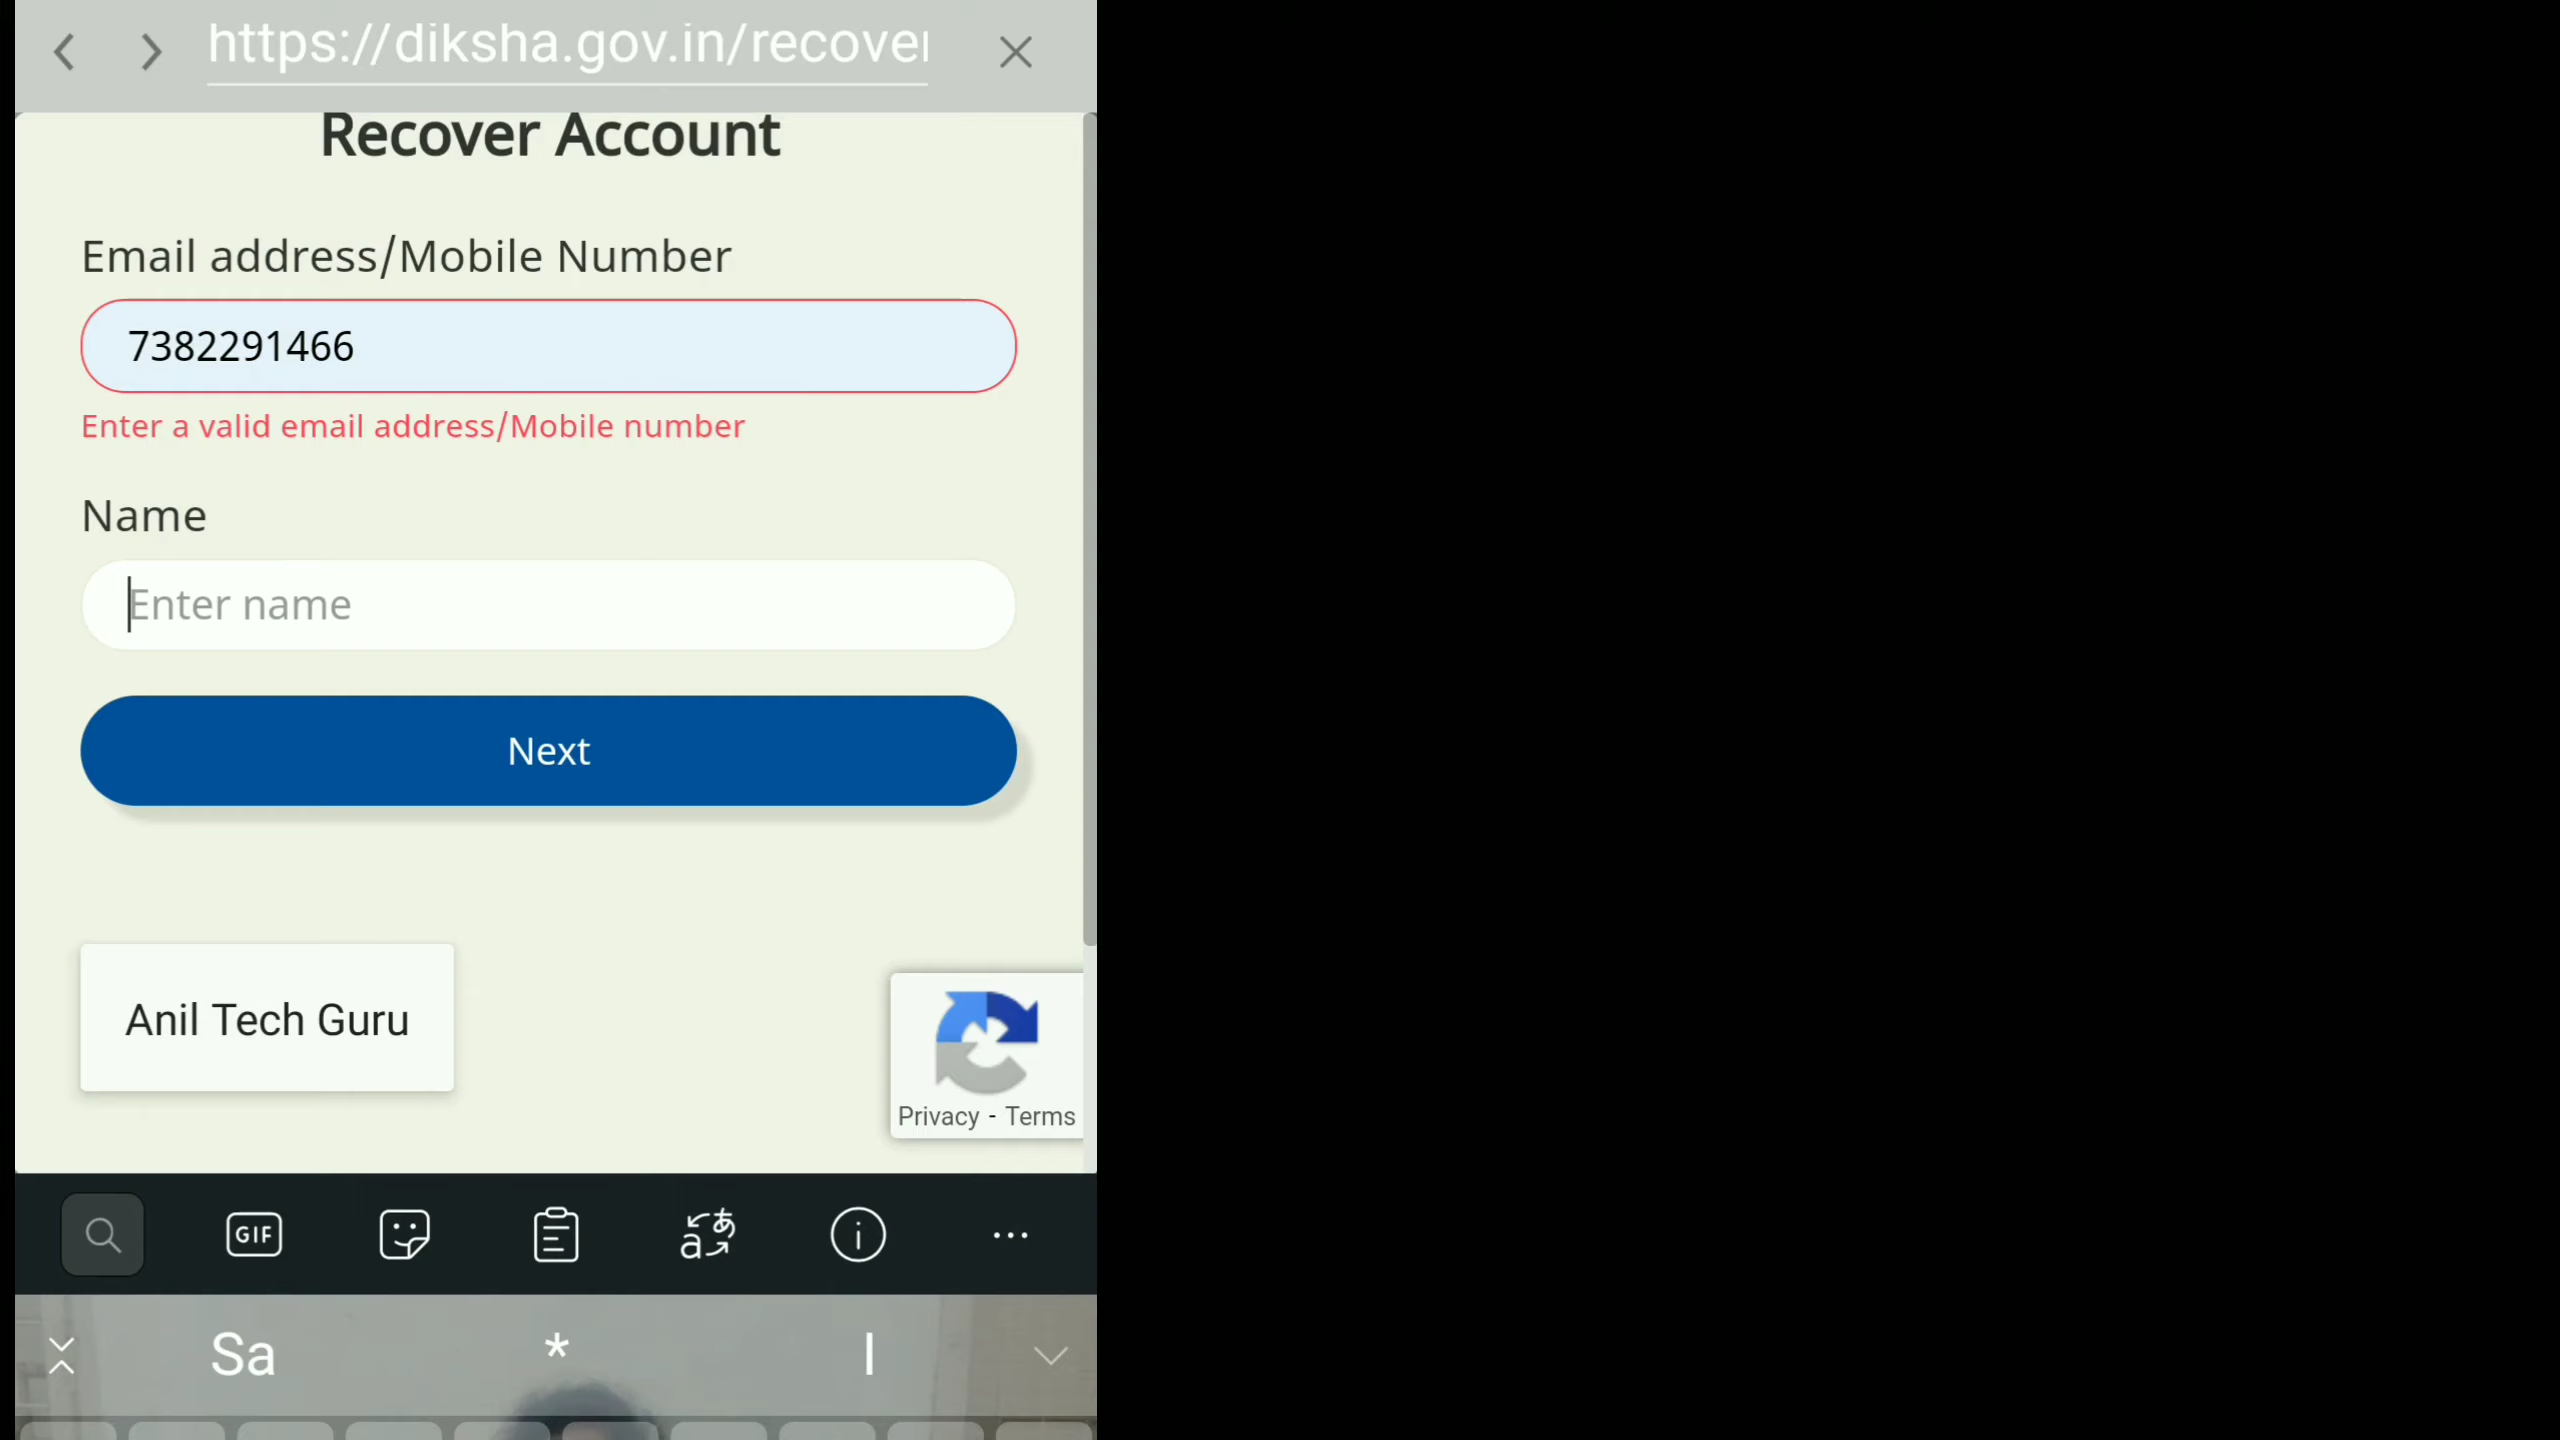 https://diksha.gov.in/recover
Recover Account
Email address/Mobile Number
7382291466
Enter a valid email address/Mobile number
Name
Enter name
Next
Anil Tech Guru
Privacy - Terms
GIF
Sa * I